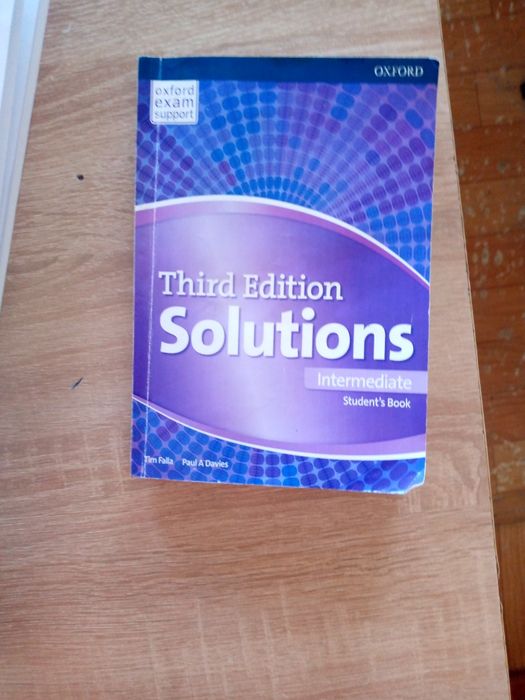 OXFORD
oxford
exam
support
Third Edition
Solutions
Intermediate
Student's Book
Tim Falla Paul A Davies